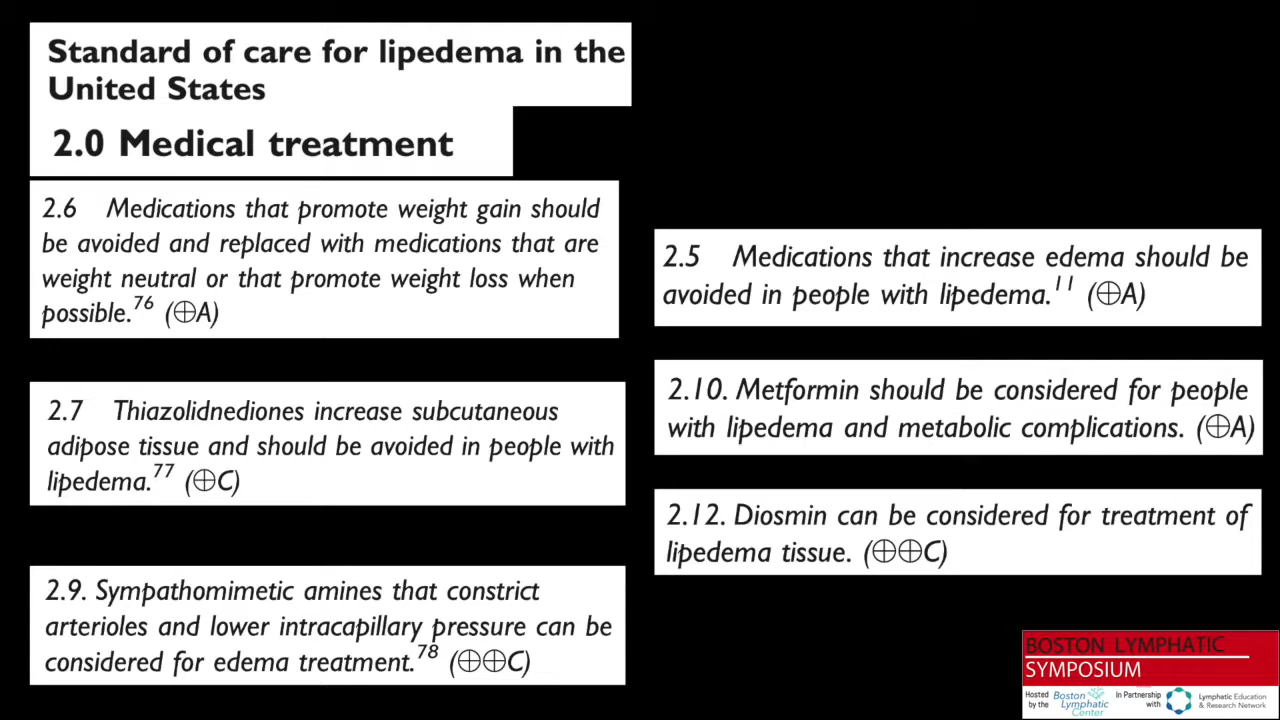 Standard of care for lipedema in the
United States
2.0 Medical treatment
2.6 Medications that promote weight gain should
be avoided and replaced with medications that are
weight neutral or that promote weight loss when
possible.76 (⊕A)
2.7 Thiazolidnediones increase subcutaneous
adipose tissue and should be avoided in people with
lipedema.77 (⊕C)
2.9. Sympathomimetic amines that constrict
arterioles and lower intracapillary pressure can be
considered for edema treatment.78 (⊕⊕C)
2.5 Medications that increase edema should be
avoided in people with lipedema.11 (⊕A)
2.10. Metformin should be considered for people
with lipedema and metabolic complications. (⊕A)
2.12. Diosmin can be considered for treatment of
lipedema tissue. (⊕⊕C)
BOSTON LYMPHATIC
SYMPOSIUM
Hosted
by the
Boston
Lymphatic
Center
In Partnership
with
Lymphatic Education
& Research Network